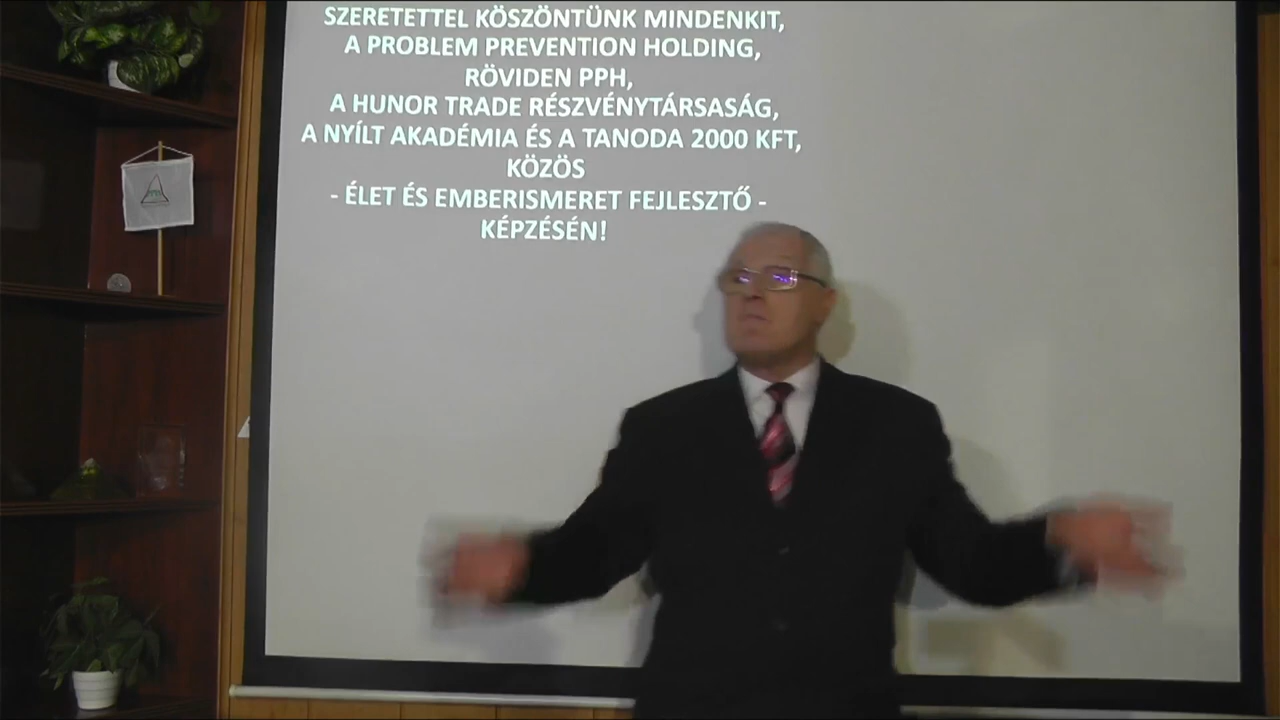 SZERETETTEL KÖSZÖNTÜNK MINDENKIT,
A PROBLEM PREVENTION HOLDING,
RÖVIDEN PPH,
A HUNOR TRADE RÉSZVÉNYTÁRSASÁG,
A NYÍLT AKADÉMIA ÉS A TANODA 2000 KFT,
KÖZÖS
- ÉLET ÉS EMBERISMERET FEJLESZTŐ -
KÉPZÉSÉN!